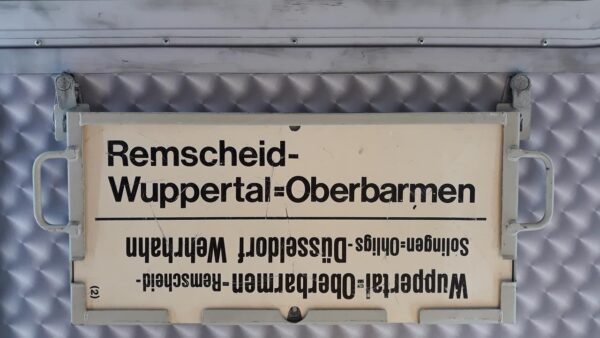 Remscheid-
Wuppertal=Oberbarmen
Wuppertal=Oberbarmen-Remscheid-
Solingen=Ohligs-Düsseldorf Wehrhahn
(2)